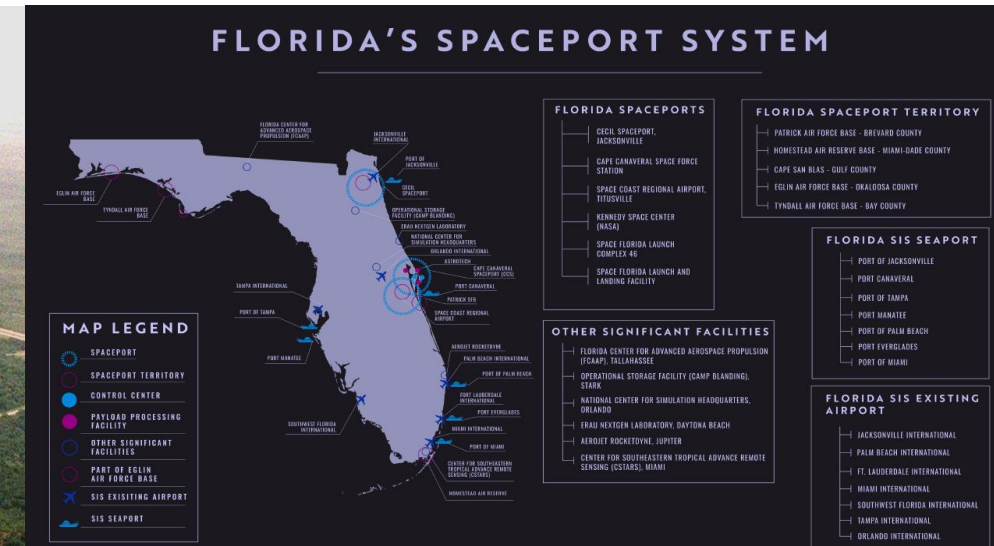 FLORIDA'S SPACEPORT SYSTEM
FLORIDA CENTER FOR
ADVANCED AEROSPACE
PROPULSION (FCAAP)
JACKSONVILLE
INTERNATIONAL
PORT OF
JACKSONVILLE
CECIL
SPACEPORT
EGLIN AIR FORCE
BASE
TYNDALL AIR FORCE
BASE
OPERATIONAL STORAGE
FACILITY (CAMP BLANDING)
ERAU NEXTGEN LABORATORY
NATIONAL CENTER FOR
SIMULATION HEADQUARTERS
ORLANDO INTERNATIONAL
ASTROTECH
CAPE CANAVERAL
SPACEPORT (CCS)
PORT CANAVERAL
PATRICK SFB
SPACE COAST REGIONAL
AIRPORT
TAMPA INTERNATIONAL
PORT OF TAMPA
PORT MANATEE
AEROJET ROCKETDYNE
PALM BEACH INTERNATIONAL
PORT OF PALM BEACH
FORT LAUDERDALE
INTERNATIONAL
PORT EVERGLADES
SOUTHWEST FLORIDA
INTERNATIONAL
MIAMI INTERNATIONAL
PORT OF MIAMI
CENTER FOR SOUTHEASTERN
TROPICAL ADVANCE REMOTE
SENSING (CSTARS)
HOMESTEAD AIR RESERVE
MAP LEGEND
SPACEPORT
SPACEPORT TERRITORY
CONTROL CENTER
PAYLOAD PROCESSING
FACILITY
OTHER SIGNIFICANT
FACILITIES
PART OF EGLIN
AIR FORCE BASE
SIS EXISITING AIRPORT
SIS SEAPORT
FLORIDA SPACEPORTS
CECIL SPACEPORT,
JACKSONVILLE
CAPE CANAVERAL SPACE FORCE
STATION
SPACE COAST REGIONAL AIRPORT,
TITUSVILLE
KENNEDY SPACE CENTER
(NASA)
SPACE FLORIDA LAUNCH
COMPLEX 46
SPACE FLORIDA LAUNCH AND
LANDING FACILITY
OTHER SIGNIFICANT FACILITIES
FLORIDA CENTER FOR ADVANCED AEROSPACE PROPULSION
(FCAAP), TALLAHASSEE
OPERATIONAL STORAGE FACILITY (CAMP BLANDING),
STARK
NATIONAL CENTER FOR SIMULATION HEADQUARTERS,
ORLANDO
ERAU NEXTGEN LABORATORY, DAYTONA BEACH
AEROJET ROCKETDYNE, JUPITER
CENTER FOR SOUTHEASTERN TROPICAL ADVANCE REMOTE
SENSING (CSTARS), MIAMI
FLORIDA SPACEPORT TERRITORY
PATRICK AIR FORCE BASE - BREVARD COUNTY
HOMESTEAD AIR RESERVE BASE - MIAMI-DADE COUNTY
CAPE SAN BLAS - GULF COUNTY
EGLIN AIR FORCE BASE - OKALOOSA COUNTY
TYNDALL AIR FORCE BASE - BAY COUNTY
FLORIDA SIS SEAPORT
PORT OF JACKSONVILLE
PORT CANAVERAL
PORT OF TAMPA
PORT MANATEE
PORT OF PALM BEACH
PORT EVERGLADES
PORT OF MIAMI
FLORIDA SIS EXISTING
AIRPORT
JACKSONVILLE INTERNATIONAL
PALM BEACH INTERNATIONAL
FT. LAUDERDALE INTERNATIONAL
MIAMI INTERNATIONAL
SOUTHWEST FLORIDA INTERNATIONAL
TAMPA INTERNATIONAL
ORLANDO INTERNATIONAL